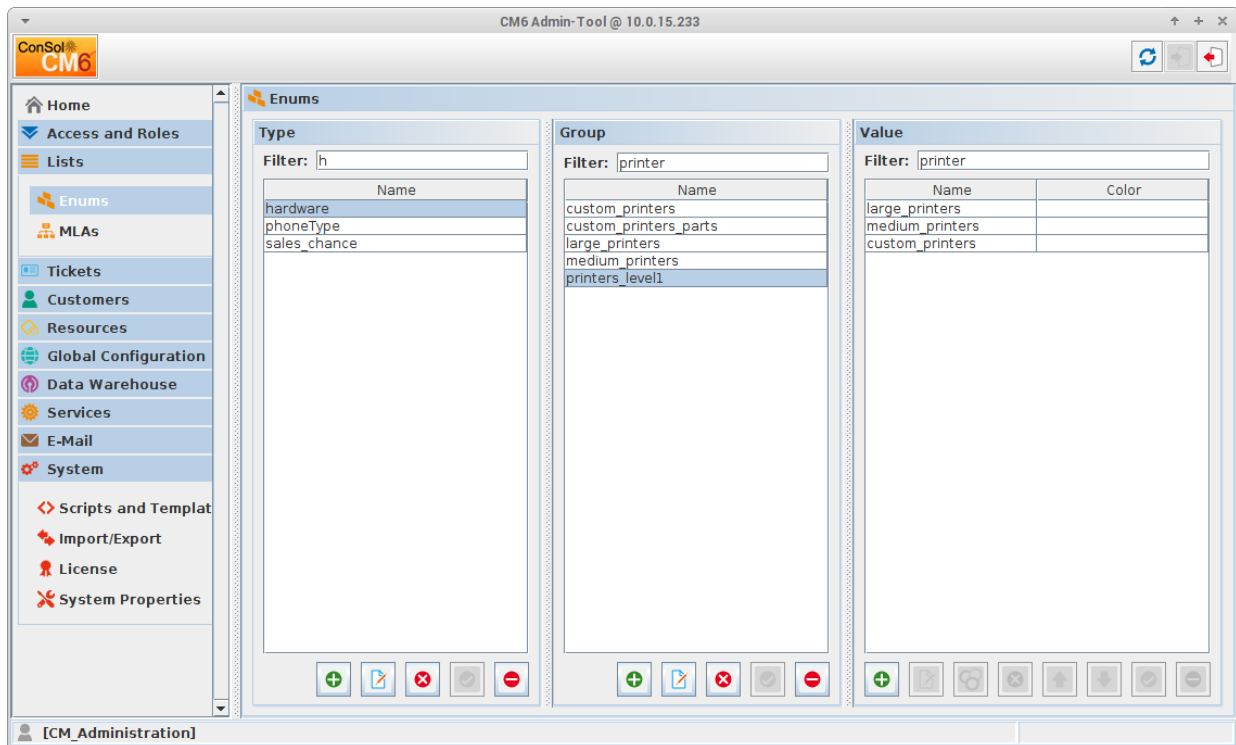 CM6 Admin-Tool @ 10.0.15.233
ConSol
CM6
Home
Access and Roles
Lists
Enums
MLAs
Tickets
Customers
Resources
Global Configuration
Data Warehouse
Services
E-Mail
System
Scripts and Templat
Import/Export
License
System Properties
Enums
Type
Filter: h
Name
hardware
phoneType
sales_chance
Group
Filter: printer
Name
custom_printers
custom_printers_parts
large_printers
medium_printers
printers_level1
Value
Filter: printer
Name Color
large_printers
medium_printers
custom_printers
[CM_Administration]